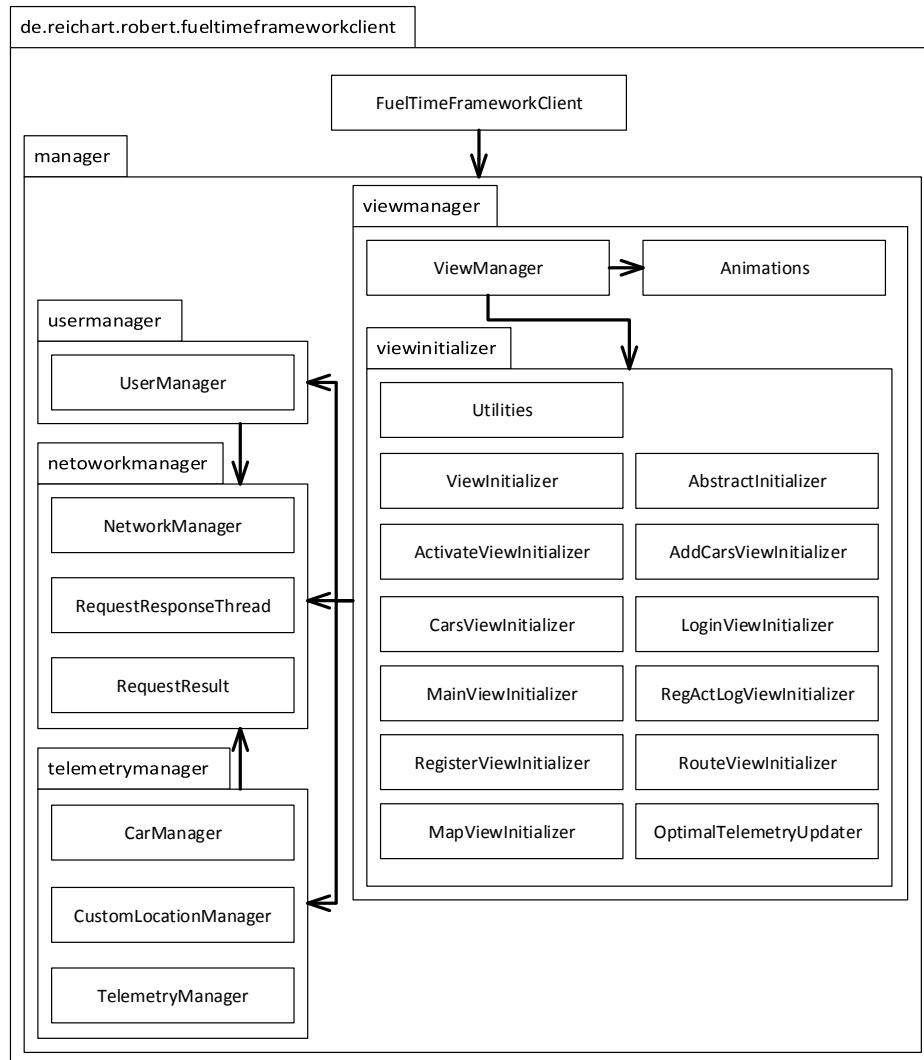 de.reichart.robert.fueltimeframeworkclient
FuelTimeFrameworkClient
manager
viewmanager
ViewManager
Animations
usermanager
UserManager
viewinitializer
Utilities
netoworkmanager
ViewInitializer
AbstractInitializer
NetworkManager
ActivateViewInitializer
AddCarsViewInitializer
RequestResponseThread
CarsViewInitializer
LoginViewInitializer
RequestResult
MainViewInitializer
RegActLogViewInitializer
telemetrymanager
RegisterViewInitializer
RouteViewInitializer
CarManager
MapViewInitializer
OptimalTelemetryUpdater
CustomLocationManager
TelemetryManager